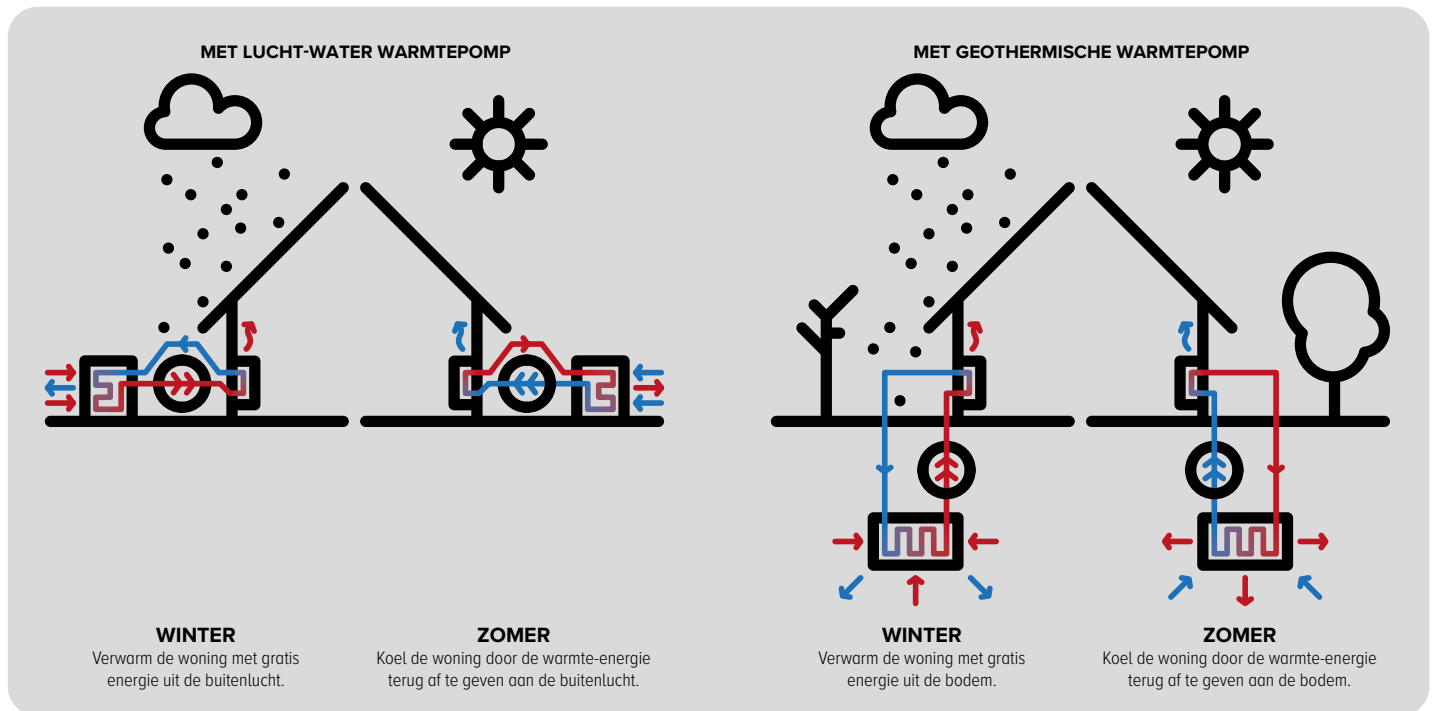 MET LUCHT-WATER WARMTEPOMP
WINTER
Verwarm de woning met gratis
energie uit de buitenlucht.
ZOMER
Koel de woning door de warmte-energie
terug af te geven aan de buitenlucht.
MET GEOTHERMISCHE WARMTEPOMP
WINTER
Verwarm de woning met gratis
energie uit de bodem.
ZOMER
Koel de woning door de warmte-energie
terug af te geven aan de bodem.